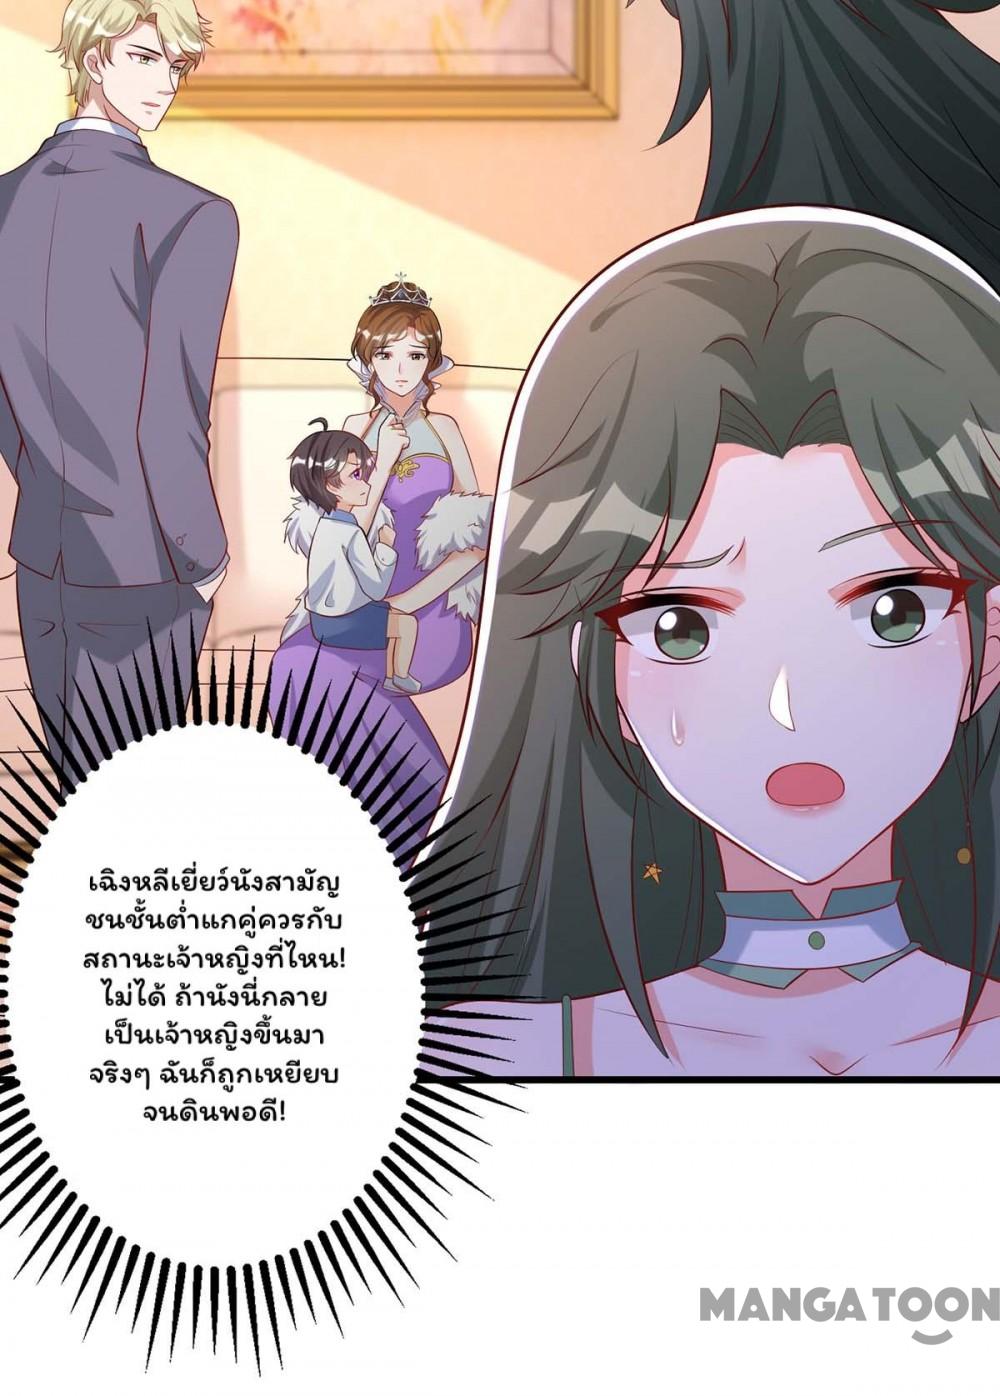 เฉิงหลีเยี่ยว์นังสามัญ
ชนชั้นต่ำแกคู่ควรกับ
สถานะเจ้าหญิงที่ไหน!
ไม่ได้ ถ้านังนี่กลาย
เป็นเจ้าหญิงขึ้นมา
จริงๆ ฉันก็ถูกเหยียบ
จนดินพอดี!
MANGATOON